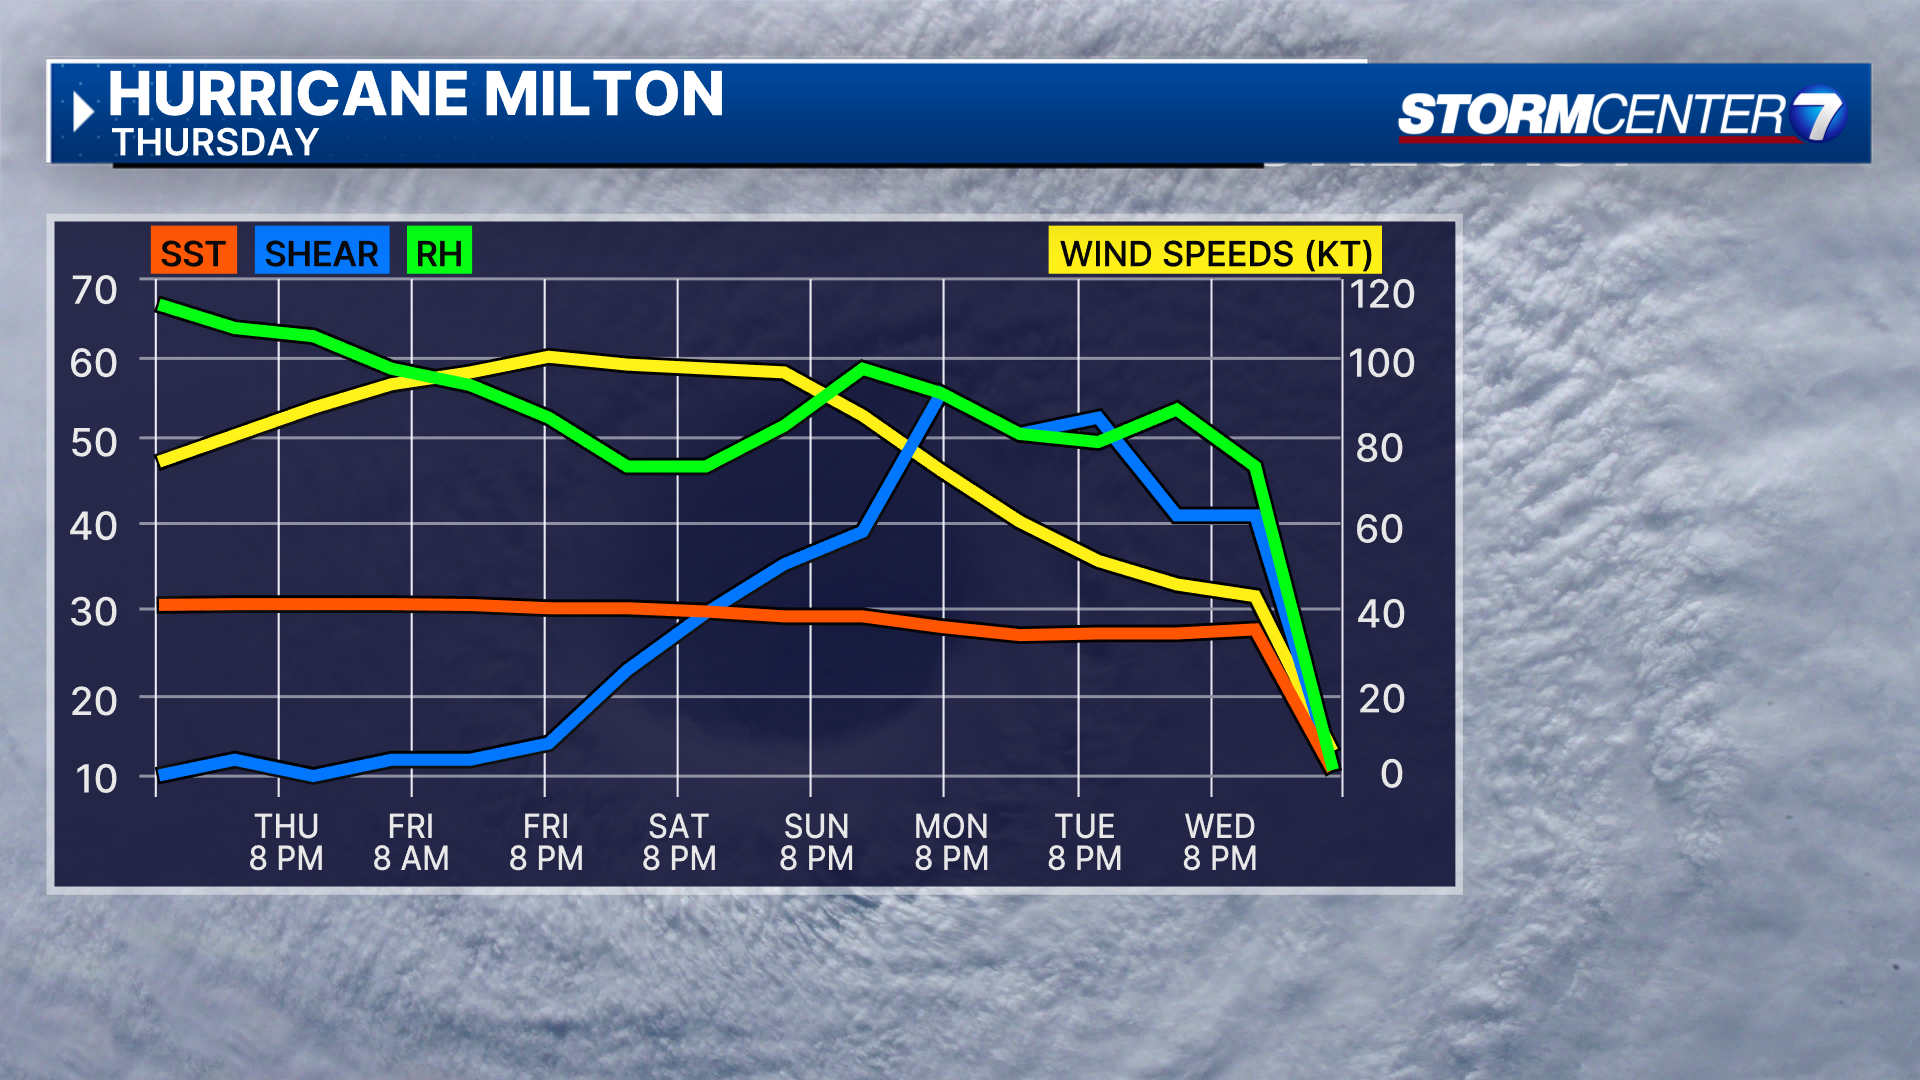 HURRICANE MILTON
THURSDAY
STORMCENTER 7
SST SHEAR RH WIND SPEEDS (KT)
70 120
60 100
50 80
40 60
30 40
20 20
10 0
THU FRI FRI SAT SUN MON TUE WED
8 PM 8 AM 8 PM 8 PM 8 PM 8 PM 8 PM 8 PM